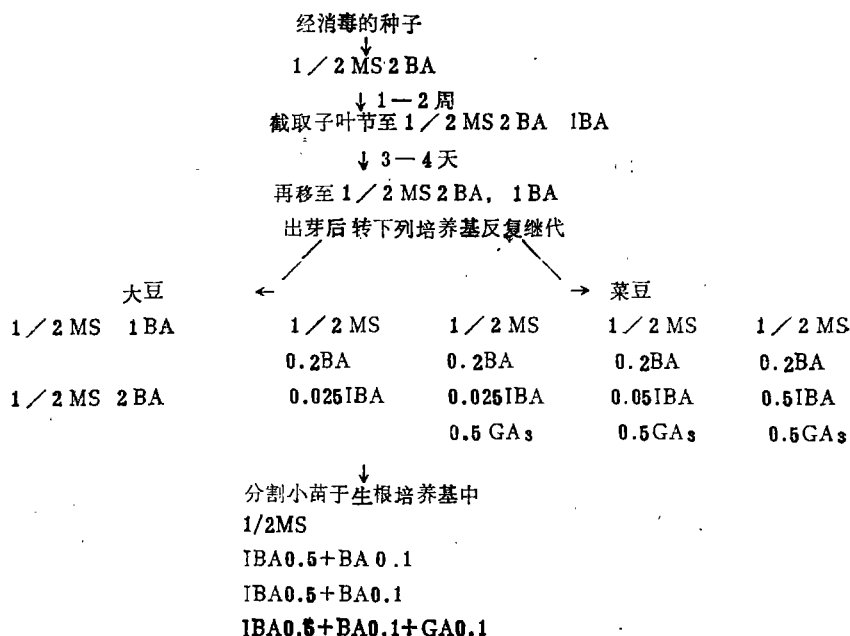 经消毒的种子
↓
1／2 MS 2 BA
↓ 1—2 周
截取子叶节至 1／2 MS 2 BA 1BA
↓ 3—4 天
再移至 1／2 MS 2 BA, 1 BA
出芽后转下列培养基反复继代
大豆 ← → 菜豆
1／2 MS 1 BA 1／2 MS 1／2 MS 1／2 MS 1／2 MS
0.2BA 0.2BA 0.2BA 0.2BA
1／2 MS 2 BA 0.025IBA 0.025IBA 0.05IBA 0.5IBA
0.5 GA₃ 0.5GA₃ 0.5GA₃
↓
分割小苗于生根培养基中
1/2MS
IBA0.5+BA 0.1
IBA0.5+BA0.1
IBA0.5+BA0.1+GA0.1